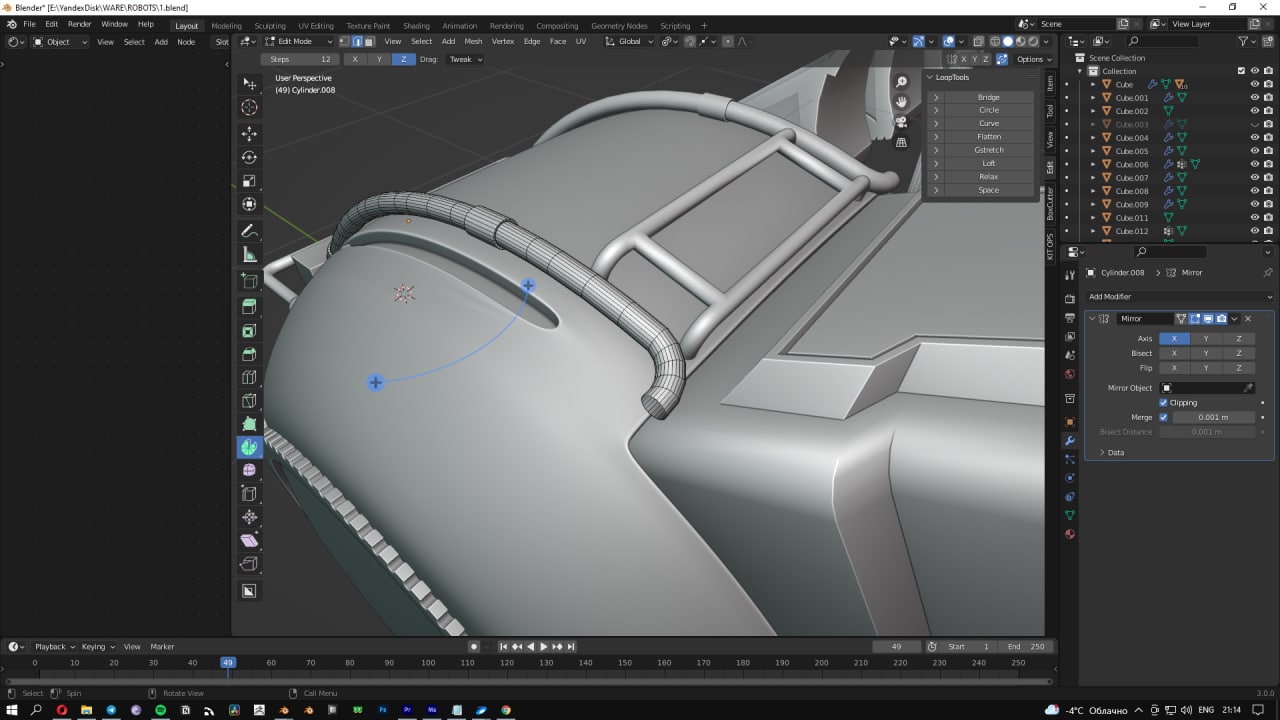 Blender* [E:\YandexDisk\WARE\ROBOTS\1.blend]
File Edit Render Window Help Layout Modeling Sculpting UV Editing Texture Paint Shading Animation Rendering Compositing Geometry Nodes Scripting + Scene View Layer
Object View Select Add Node Slot Edit Mode View Select Add Mesh Vertex Edge Face UV Global
Steps 12 X Y Z Drag: Tweak X Y Z Options
User Perspective
(49) Cylinder.008
LoopTools
Bridge
Circle
Curve
Flatten
Gstretch
Loft
Relax
Space
Item
Tool
View
Edit
BoxCutter
KIT OPS
Scene Collection
Collection
Cube
Cube.001
Cube.002
Cube.003
Cube.004
Cube.005
Cube.006
Cube.007
Cube.008
Cube.009
Cube.011
Cube.012
Cylinder.008 > Mirror
Add Modifier
Mirror
Axis X Y Z
Bisect X Y Z
Flip X Y Z
Mirror Object
Clipping
Merge 0.001 m
Bisect Distance 0.001 m
Data
Playback Keying View Marker 49 Start 1 End 250
0 10 20 30 40 49 60 70 80 90 100 110 120 130 140 150 160 170 180 190 200 210 220 230 240 250
Select Spin Rotate View Call Menu 3.0.0
-4°C Облачно ENG 21:14